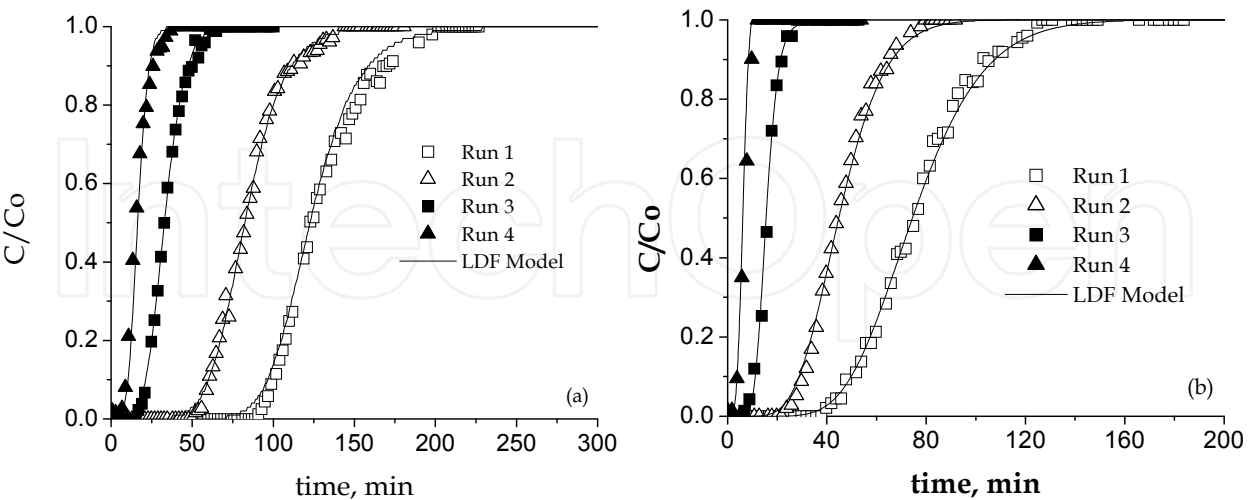 1.0
0.8
0.6
0.4
0.2
0.0
C/Co
0 50 100 150 200 250 300
time, min
Run 1
Run 2
Run 3
Run 4
LDF Model
(a)
1.0
0.8
0.6
0.4
0.2
0.0
C/Co
0 40 80 120 160 200
time, min
Run 1
Run 2
Run 3
Run 4
LDF Model
(b)
IntechOpen